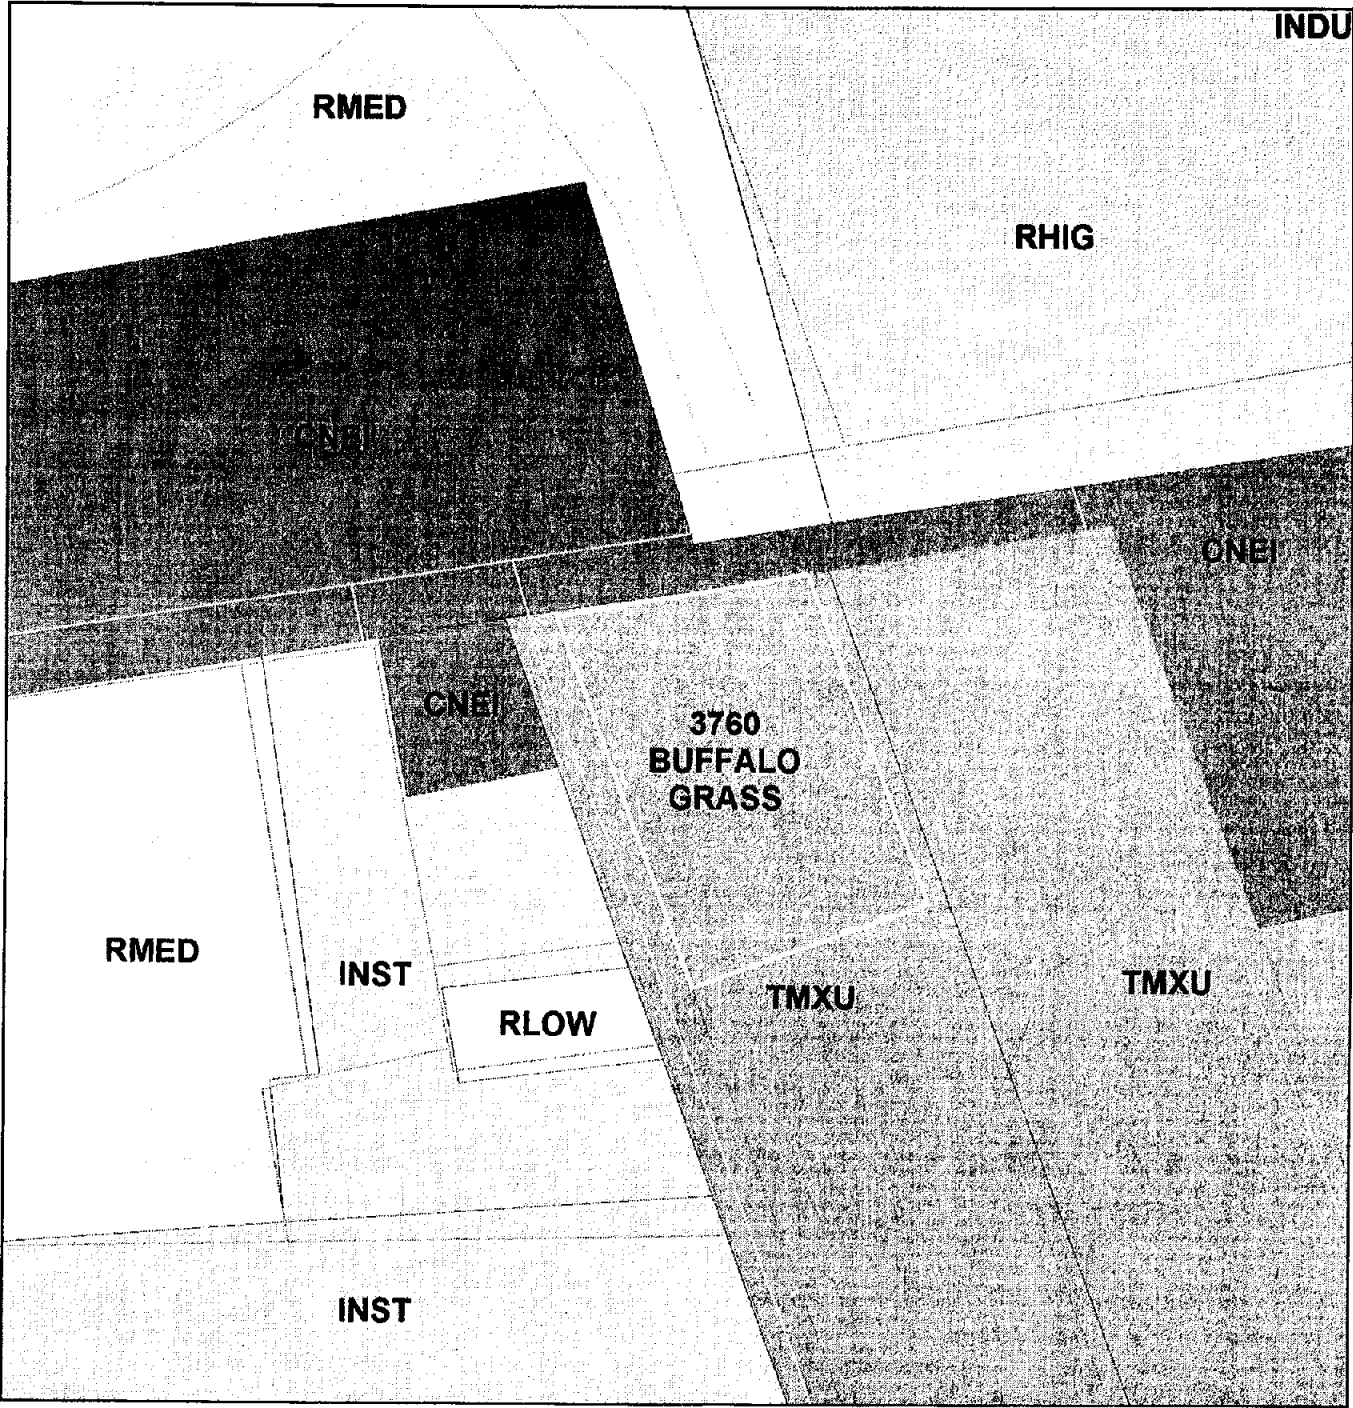 INDU
RMED
RHIG
CNEI
CNEI
CNEI
3760
BUFFALO
GRASS
RMED
INST
TMXU
TMXU
RLOW
INST